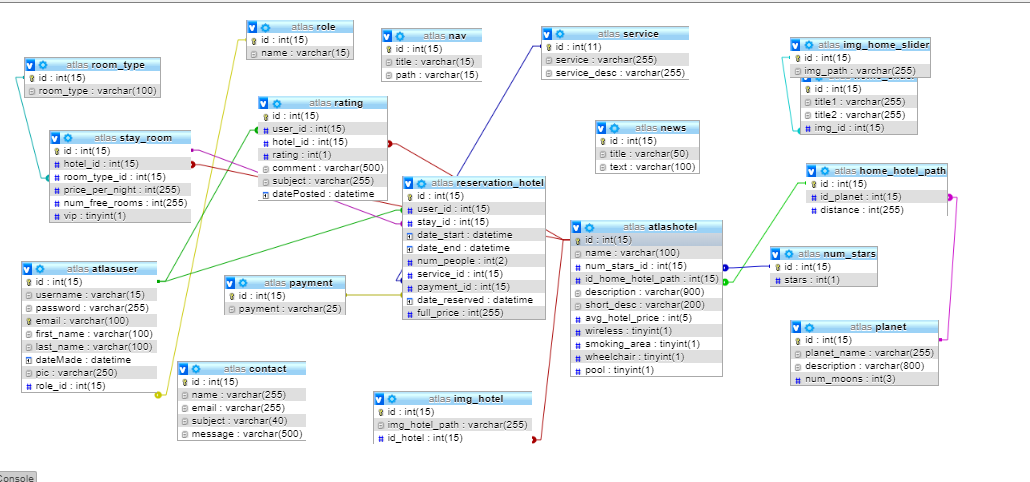 atlas role
id : int(15)
name : varchar(15)
atlas nav
id : int(15)
title : varchar(15)
path : varchar(15)
atlas service
id : int(11)
service : varchar(255)
service_desc : varchar(255)
atlas img_home_slider
id : int(15)
img_path : varchar(255)
id : int(15)
title1 : varchar(255)
title2 : varchar(255)
img_id : int(15)
atlas room_type
id : int(15)
room_type : varchar(100)
atlas rating
id : int(15)
user_id : int(15)
hotel_id : int(15)
rating : int(1)
comment : varchar(500)
subject : varchar(255)
datePosted : datetime
atlas stay_room
id : int(15)
hotel_id : int(15)
room_type_id : int(15)
price_per_night : int(255)
num_free_rooms : int(255)
vip : tinyint(1)
atlas news
id : int(15)
title : varchar(50)
text : varchar(100)
atlas reservation_hotel
id : int(15)
user_id : int(15)
stay_id : int(15)
date_start : datetime
date_end : datetime
num_people : int(2)
service_id : int(15)
payment_id : int(15)
date_reserved : datetime
full_price : int(255)
atlas home_hotel_path
id : int(15)
id_planet : int(15)
distance : int(255)
atlas atlashotel
id : int(15)
name : varchar(100)
num_stars_id : int(15)
id_home_hotel_path : int(15)
description : varchar(900)
short_desc : varchar(200)
avg_hotel_price : int(5)
wireless : tinyint(1)
smoking_area : tinyint(1)
wheelchair : tinyint(1)
pool : tinyint(1)
atlas num_stars
id : int(15)
stars : int(1)
atlas atlasuser
id : int(15)
username : varchar(15)
password : varchar(255)
email : varchar(100)
first_name : varchar(100)
last_name : varchar(100)
dateMade : datetime
pic : varchar(250)
role_id : int(15)
atlas payment
id : int(15)
payment : varchar(25)
atlas planet
id : int(15)
planet_name : varchar(255)
description : varchar(800)
num_moons : int(3)
atlas contact
id : int(15)
name : varchar(255)
email : varchar(255)
subject : varchar(40)
message : varchar(500)
atlas img_hotel
id : int(15)
img_hotel_path : varchar(255)
id_hotel : int(15)
Console